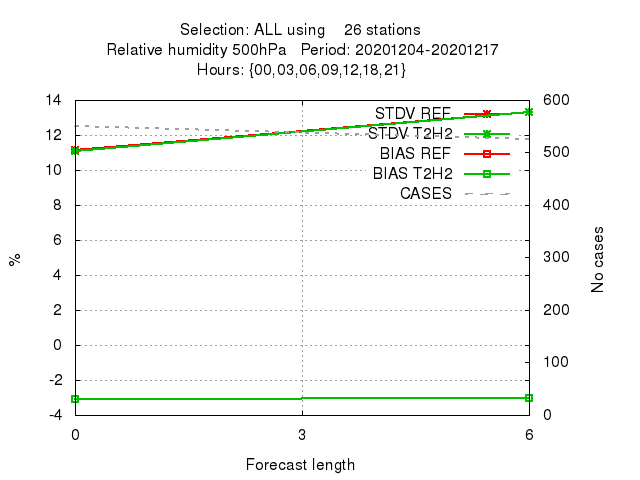 Selection: ALL using    26 stations
Relative humidity 500hPa   Period: 20201204-20201217
Hours: {00,03,06,09,12,18,21}
14
12
10
8
6
4
2
0
-2
-4
%
600
500
400
300
200
100
0
No cases
STDV REF
STDV T2H2
BIAS REF
BIAS T2H2
CASES
0
3
6
Forecast length